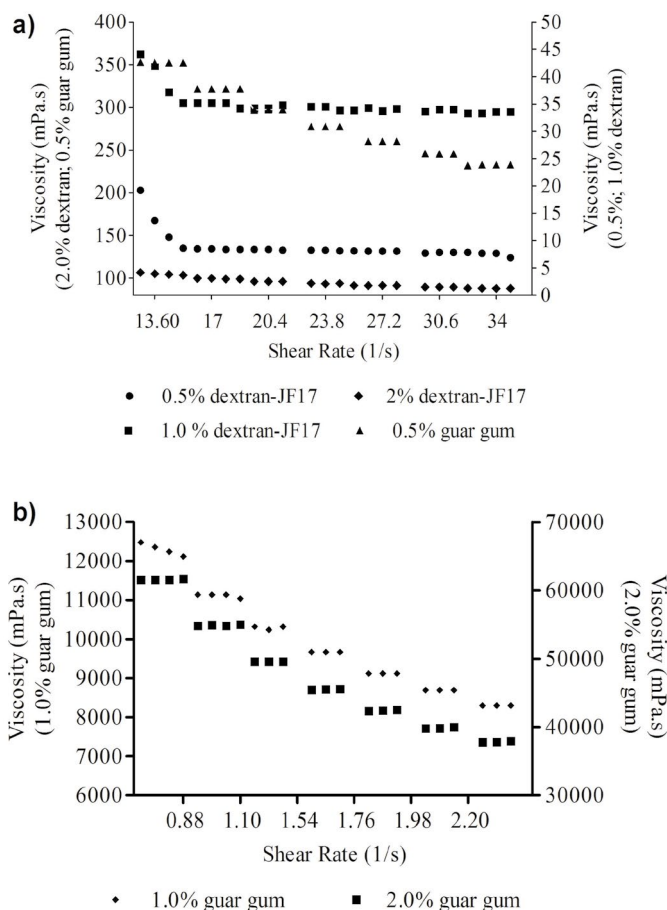 a)
400
350
300
250
200
150
100
50
45
40
35
30
25
20
15
10
5
0
Viscosity (mPa.s)
(2.0% dextran; 0.5% guar gum)
Viscosity (mPa.s)
(0.5%; 1.0% dextran)
13.60 17 20.4 23.8 27.2 30.6 34
Shear Rate (1/s)
0.5% dextran-JF17 2% dextran-JF17
1.0 % dextran-JF17 0.5% guar gum
b)
13000
12000
11000
10000
9000
8000
7000
6000
70000
60000
50000
40000
30000
Viscosity (mPa.s)
(1.0% guar gum)
Viscosity (mPa.s)
(2.0% guar gum)
0.88 1.10 1.54 1.76 1.98 2.20
Shear Rate (1/s)
1.0% guar gum 2.0% guar gum